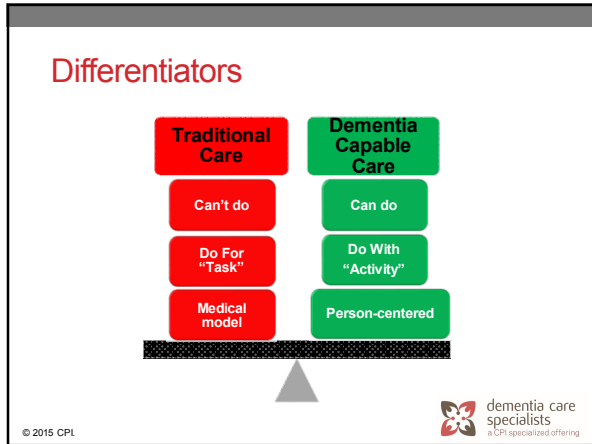 Differentiators
Traditional
Care
Dementia
Capable
Care
Can't do
Can do
Do For
"Task"
Do With
"Activity"
Medical
model
Person-centered
© 2015 CPI.
dementia care
specialists
a CPI specialized offering